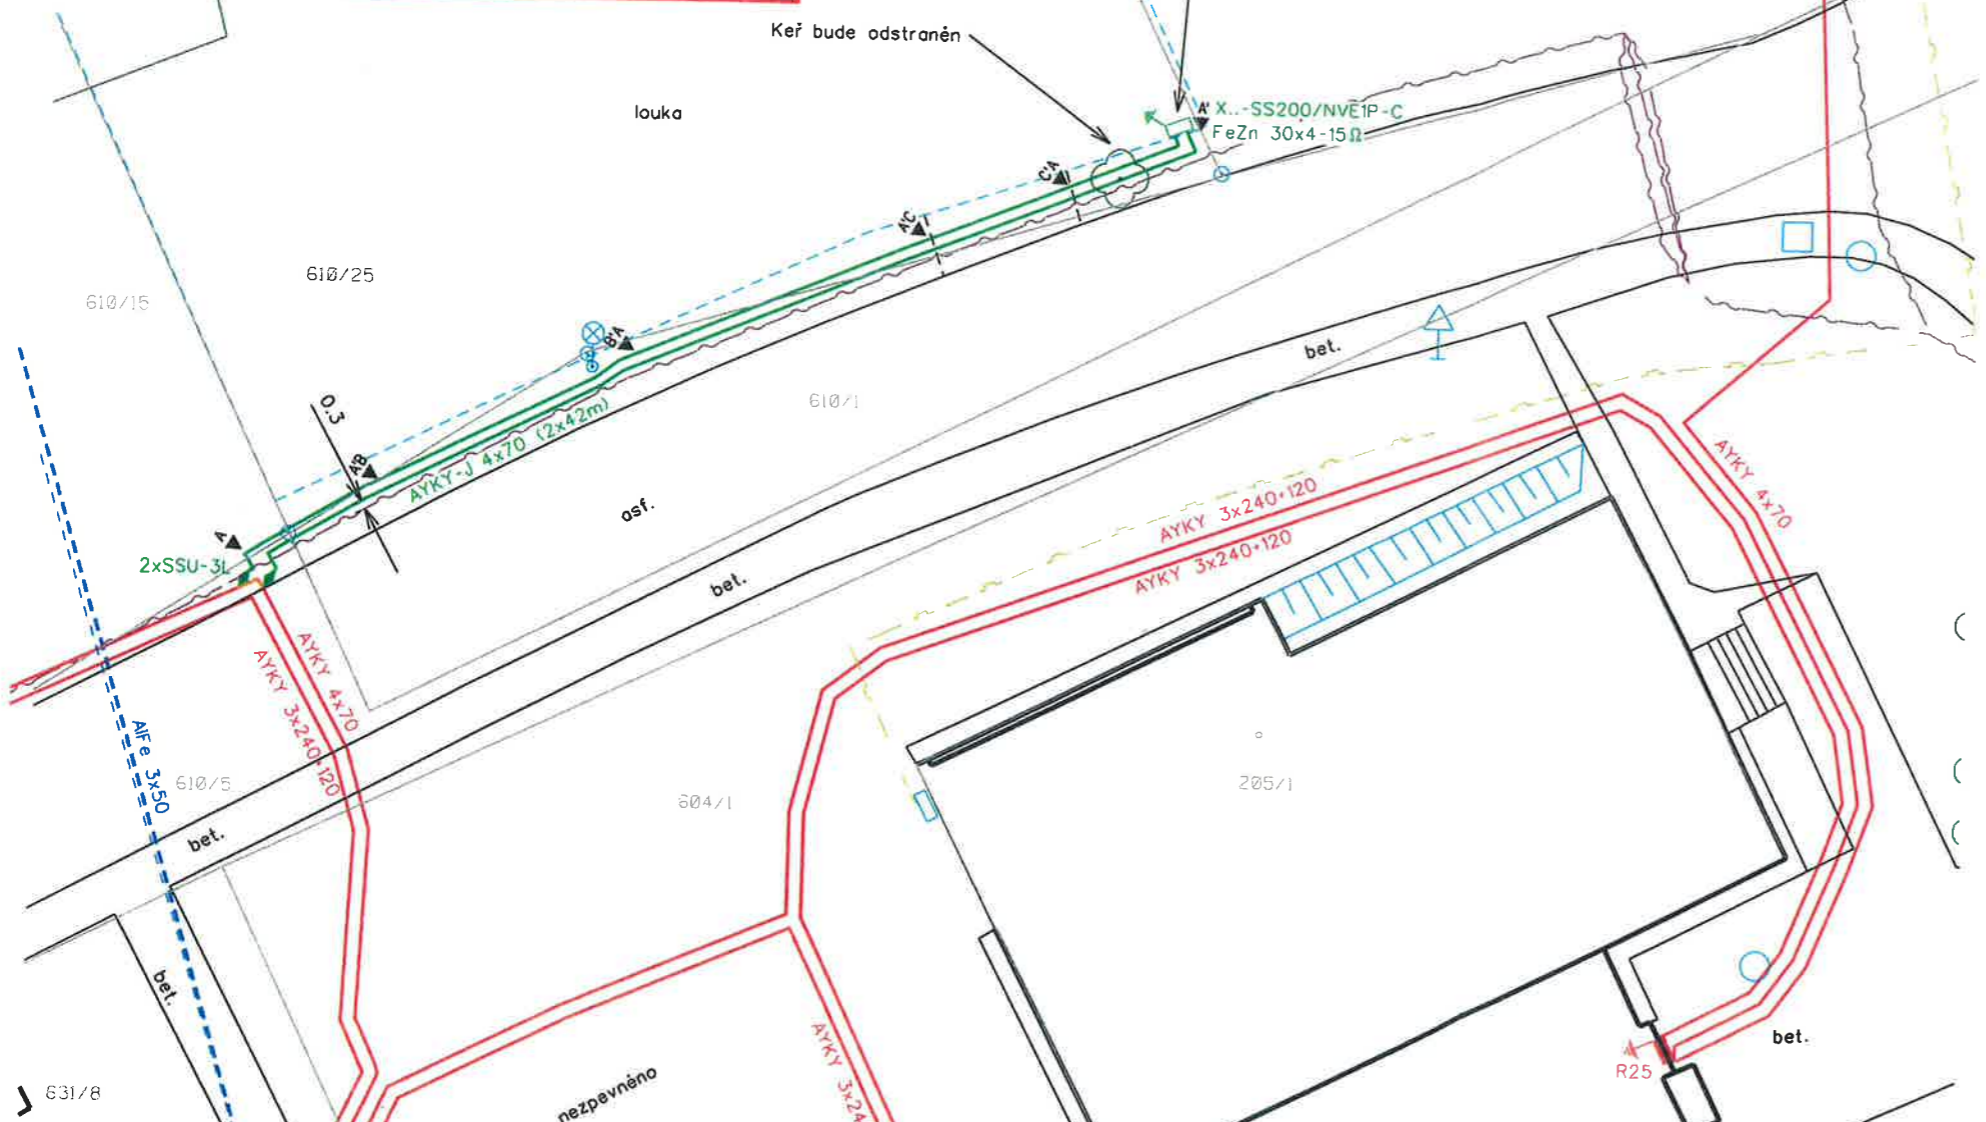 Keř bude odstraněn
louka
A' X..-SS200/NVE1P-C
FeZn 30x4-15Ω
C'A
A'C
610/25
610/15
B'A
bet.
0.3
610/1
A'B
AYKY-J 4x70 (2x42m)
AYKY 4x70
AYKY 3x240+120
asf.
A
AYKY 3x240+120
2xSSU-3L
bet.
AYKY 4x70
AYKY 3x240+120
AlFe 3x50
610/5
604/1
205/1
bet.
bet.
AYKY 3x24
bet.
R25
nezpevněno
631/8